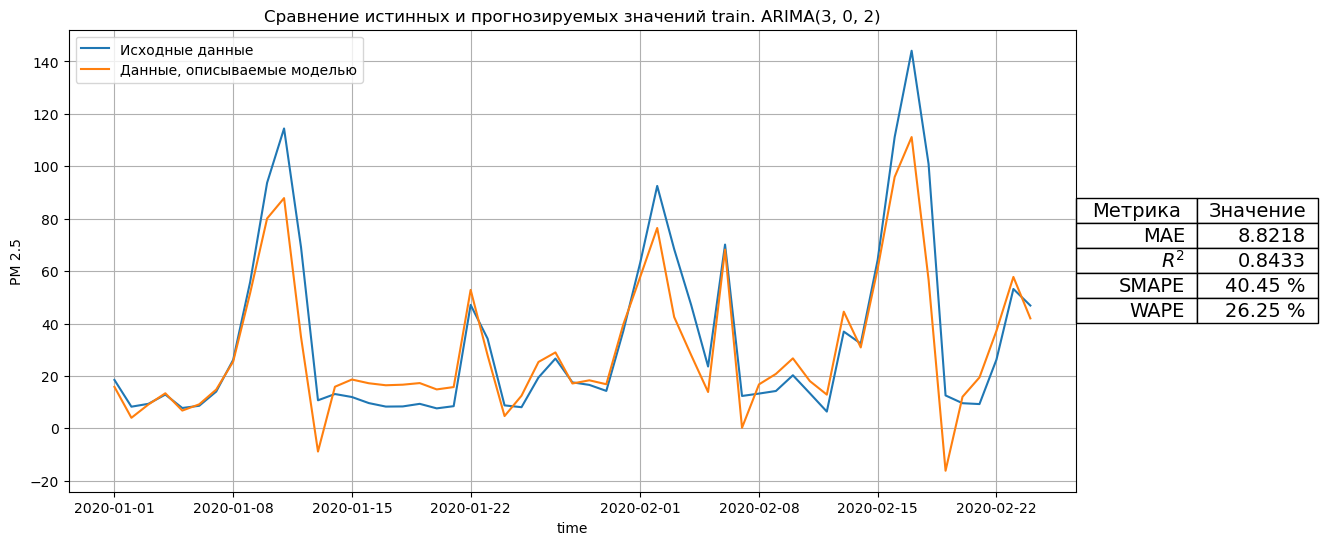 Сравнение истинных и прогнозируемых значений train. ARIMA(3, 0, 2)
Исходные данные
Данные, описываемые моделью
PM 2.5
140
120
100
80
60
40
20
0
−20
2020-01-01 2020-01-08 2020-01-15 2020-01-22 2020-02-01 2020-02-08 2020-02-15 2020-02-22
time
Метрика Значение
MAE 8.8218
R² 0.8433
SMAPE 40.45 %
WAPE 26.25 %